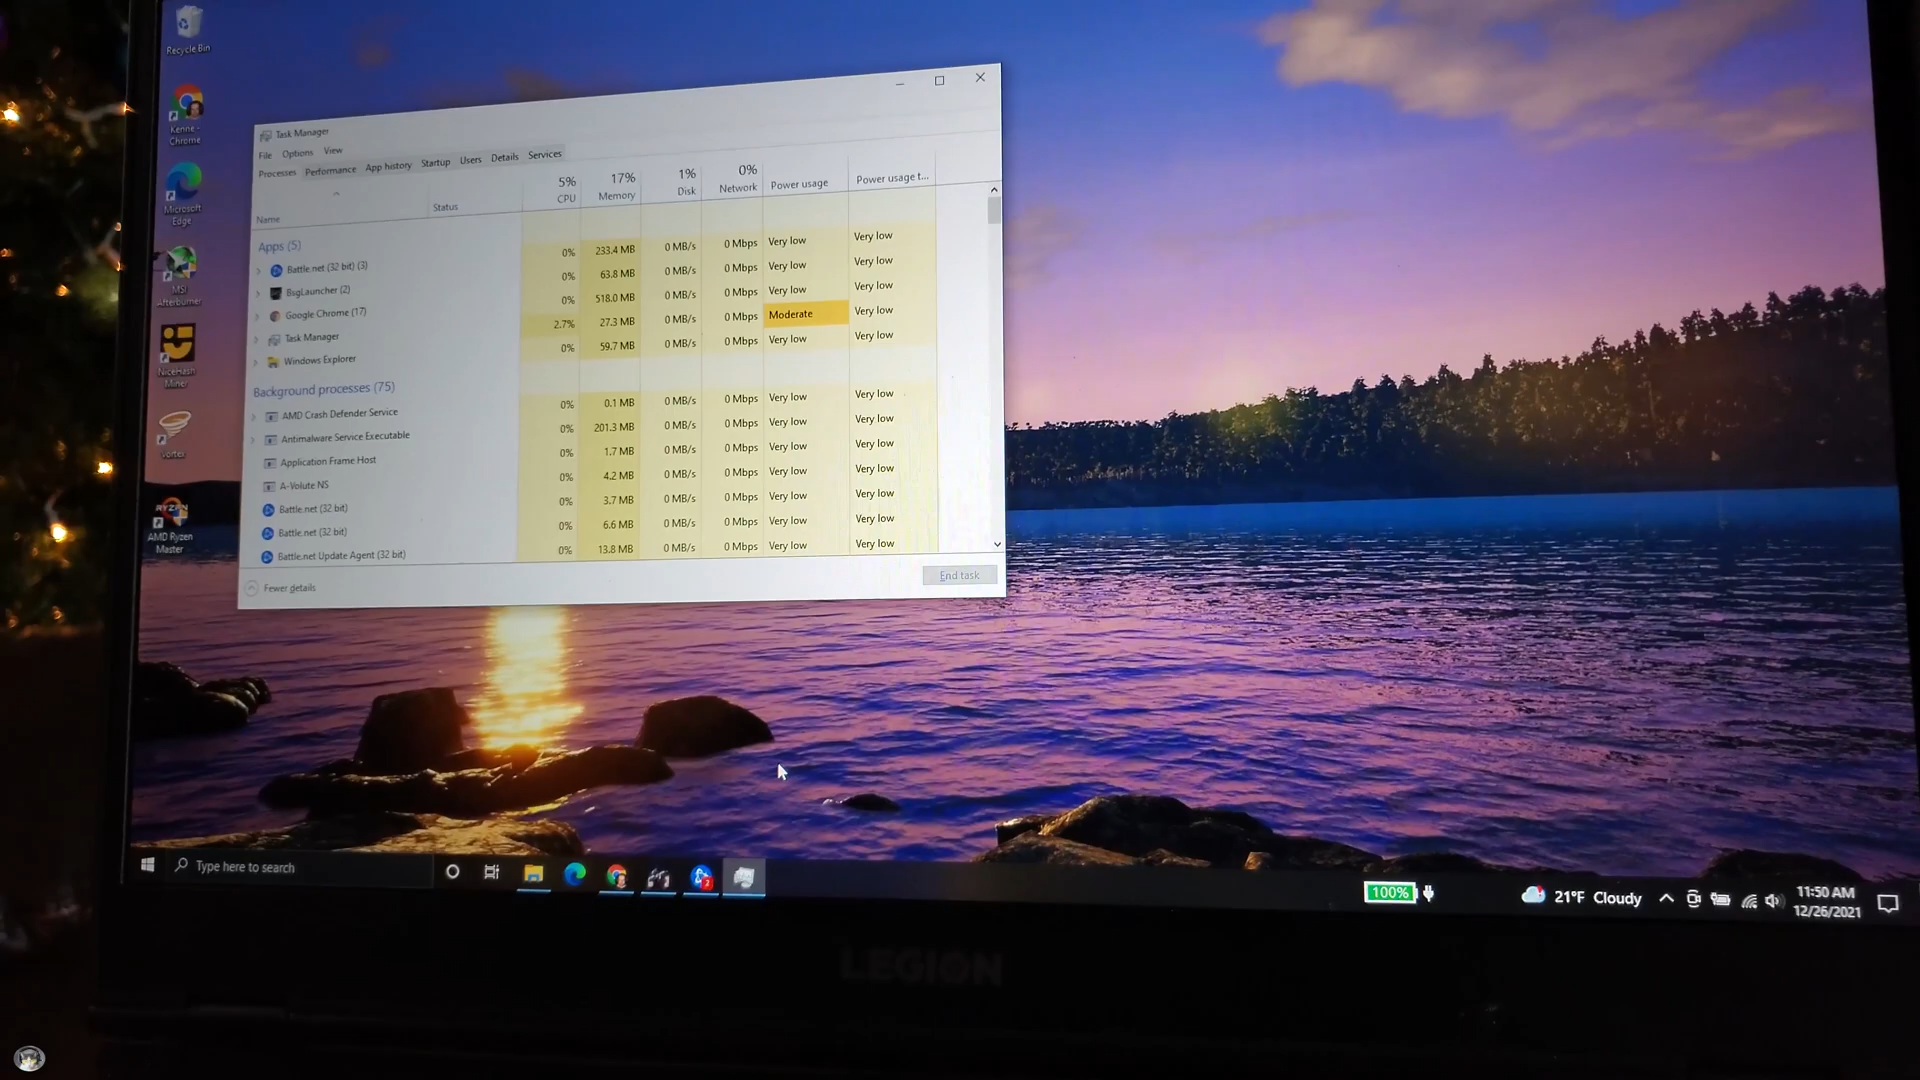 Recycle Bin
Kenne -
Chrome
Microsoft
Edge
MSI
Afterburner
NiceHash
Miner
Vortex
RYZEN
AMD Ryzen
Master
Task Manager
File Options View
Processes Performance App history Startup Users Details Services
5% 17% 1% 0%
Name Status CPU Memory Disk Network Power usage Power usage t...
Apps (5)
Battle.net (32 bit) (3) 0% 233.4 MB 0 MB/s 0 Mbps Very low Very low
BsgLauncher (2) 0% 63.8 MB 0 MB/s 0 Mbps Very low Very low
Google Chrome (17) 0% 518.0 MB 0 MB/s 0 Mbps Very low Very low
Task Manager 2.7% 27.3 MB 0 MB/s 0 Mbps Moderate Very low
Windows Explorer 0% 59.7 MB 0 MB/s 0 Mbps Very low Very low
Background processes (75)
AMD Crash Defender Service 0% 0.1 MB 0 MB/s 0 Mbps Very low Very low
Antimalware Service Executable 0% 201.3 MB 0 MB/s 0 Mbps Very low Very low
Application Frame Host 0% 1.7 MB 0 MB/s 0 Mbps Very low Very low
A-Volute NS 0% 4.2 MB 0 MB/s 0 Mbps Very low Very low
Battle.net (32 bit) 0% 3.7 MB 0 MB/s 0 Mbps Very low Very low
Battle.net (32 bit) 0% 6.6 MB 0 MB/s 0 Mbps Very low Very low
Battle.net Update Agent (32 bit) 0% 13.8 MB 0 MB/s 0 Mbps Very low Very low
Fewer details End task
Type here to search
2
100%
21°F Cloudy
11:50 AM
12/26/2021
LEGION